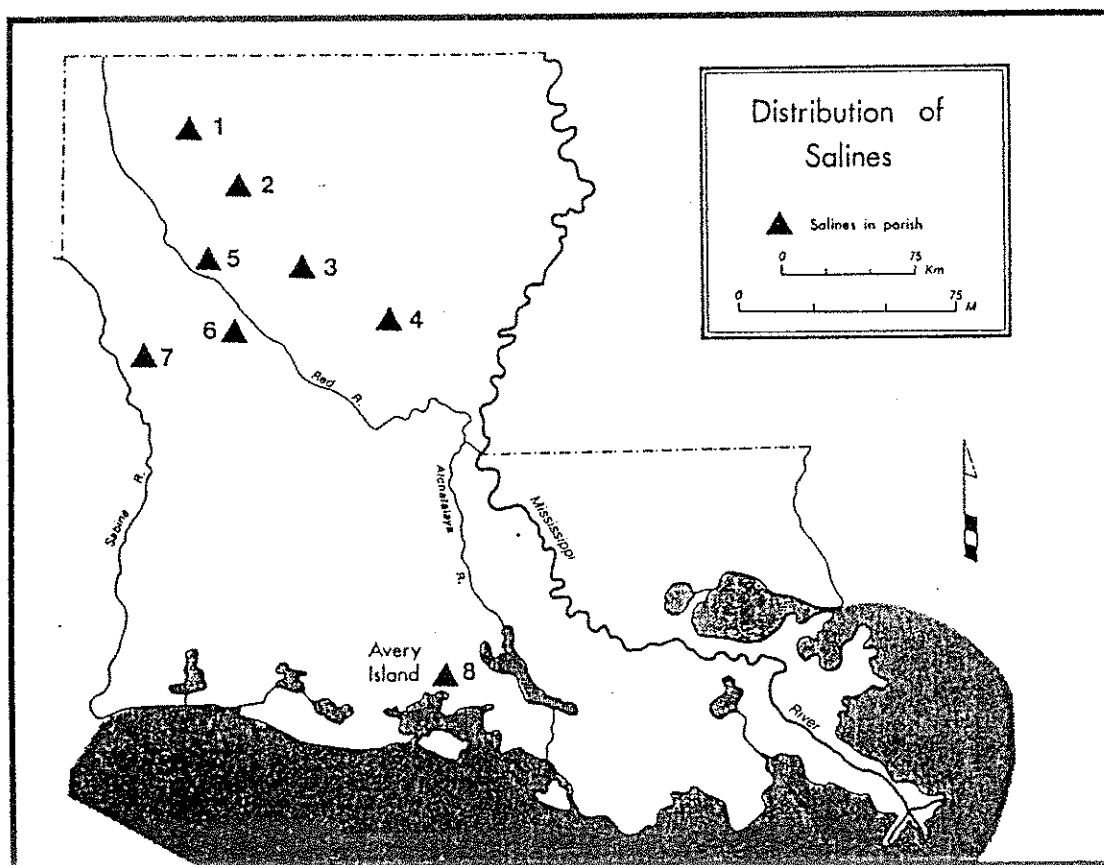 Distribution of
Salines
Salines in parish
0 75
Km
0 75
M
1
2
5
3
6
4
7
Red R.
Sabine R.
Atchafalaya R.
Mississippi
River
Avery
Island
8